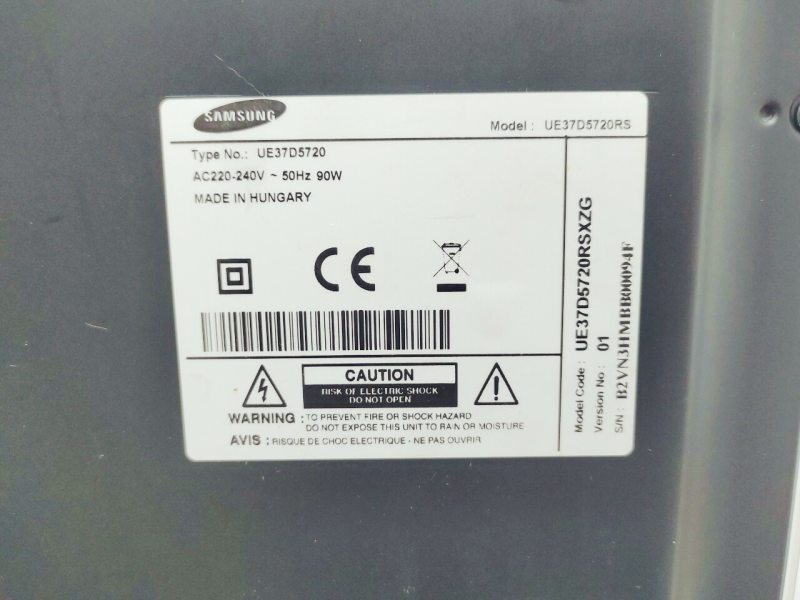 SAMSUNG
Model : UE37D5720RS
Type No.: UE37D5720
AC220-240V ~ 50Hz 90W
MADE IN HUNGARY
CE
CAUTION
RISK OF ELECTRIC SHOCK
DO NOT OPEN
WARNING : TO PREVENT FIRE OR SHOCK HAZARD
DO NOT EXPOSE THIS UNIT TO RAIN OR MOISTURE
AVIS : RISQUE DE CHOC ELECTRIQUE - NE PAS OUVRIR
Model Code : UE37D5720RSXZG
Version No : 01
S/N : B2VN3HMBB00094F